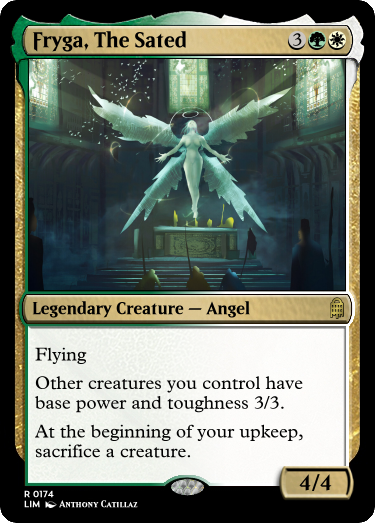 Fryga, The Sated 3
Legendary Creature — Angel
Flying
Other creatures you control have
base power and toughness 3/3.
At the beginning of your upkeep,
sacrifice a creature.
4/4
R 0174
LIM Anthony Catillaz